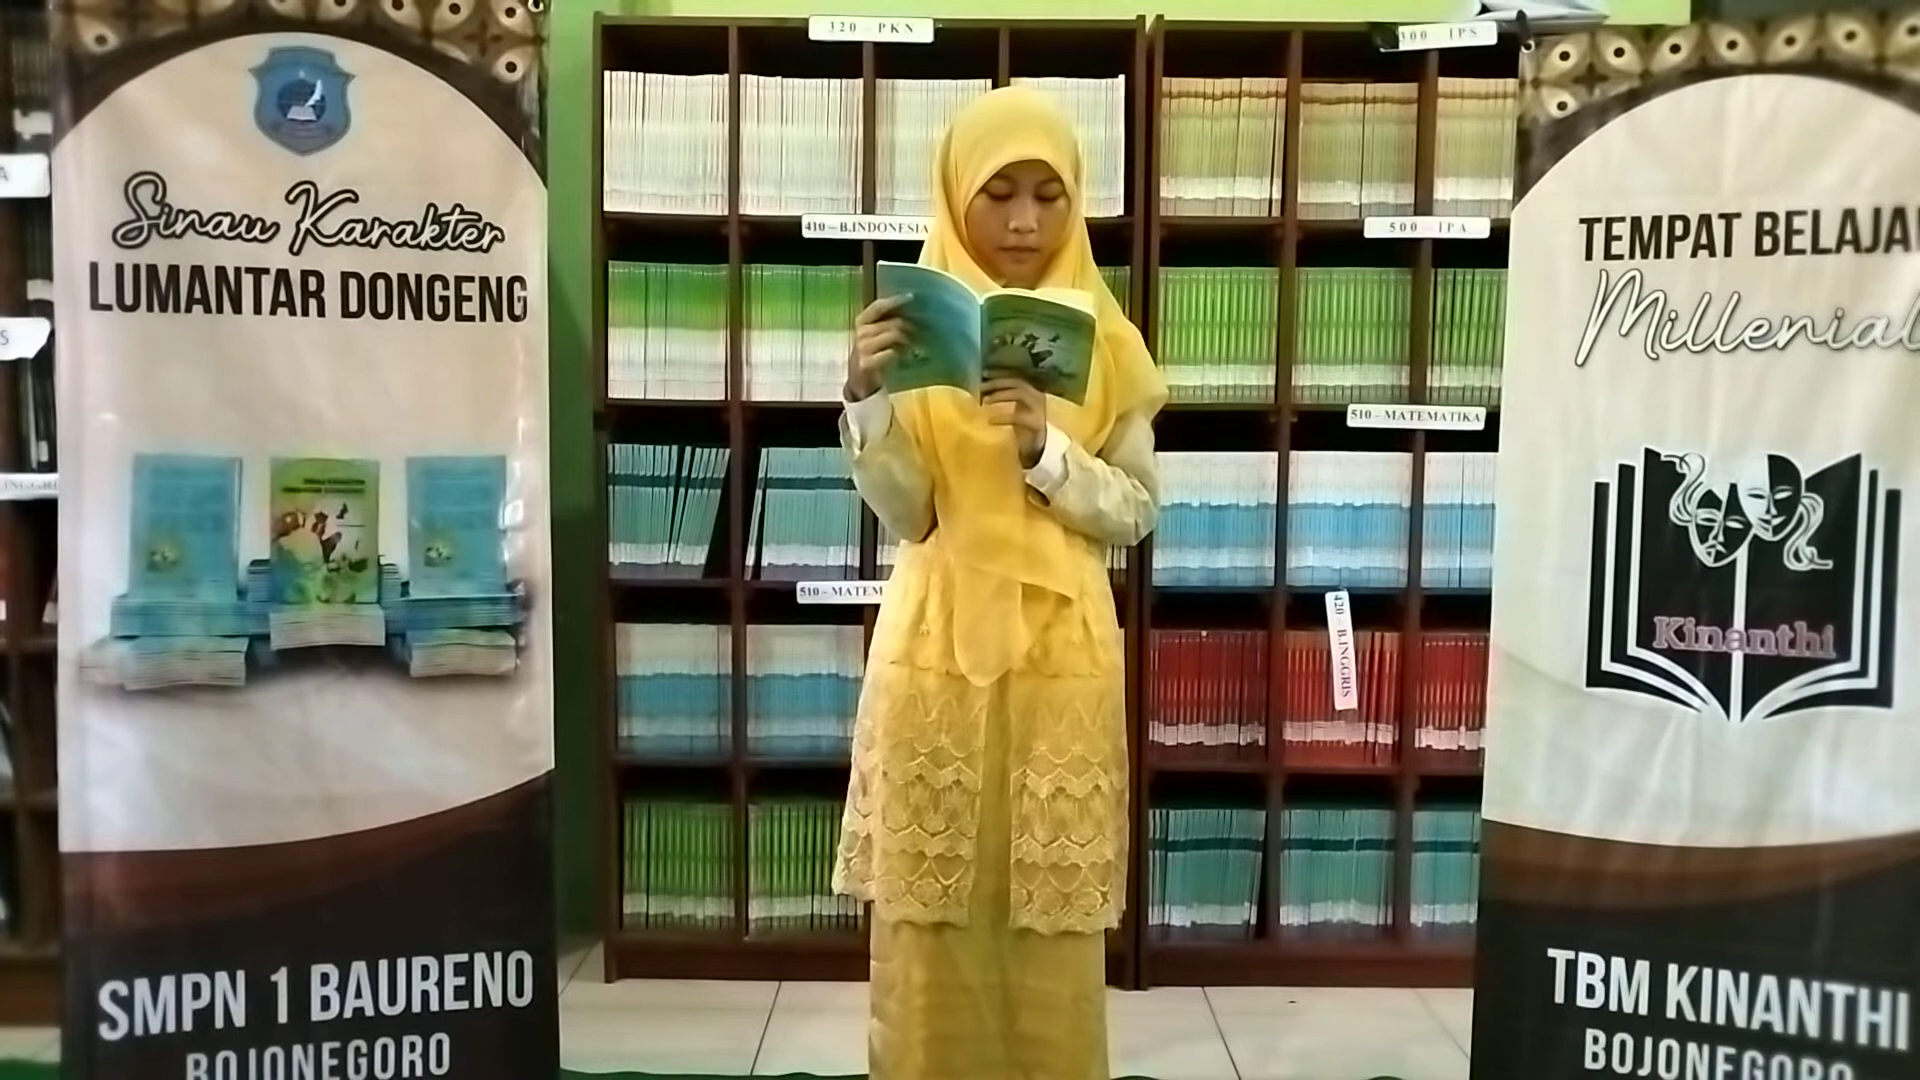 Sinau Karakter
LUMANTAR DONGENG
SMPN 1 BAURENO
BOJONEGORO
320 - PKN
410 - B.INDONESIA
510 - MATEM
300 IPS
500 - IPA
510 - MATEMATIKA
420 - B.INGGRIS
TEMPAT BELAJA
Millenial
Kinanthi
TBM KINANTHI
BOJONEGORO